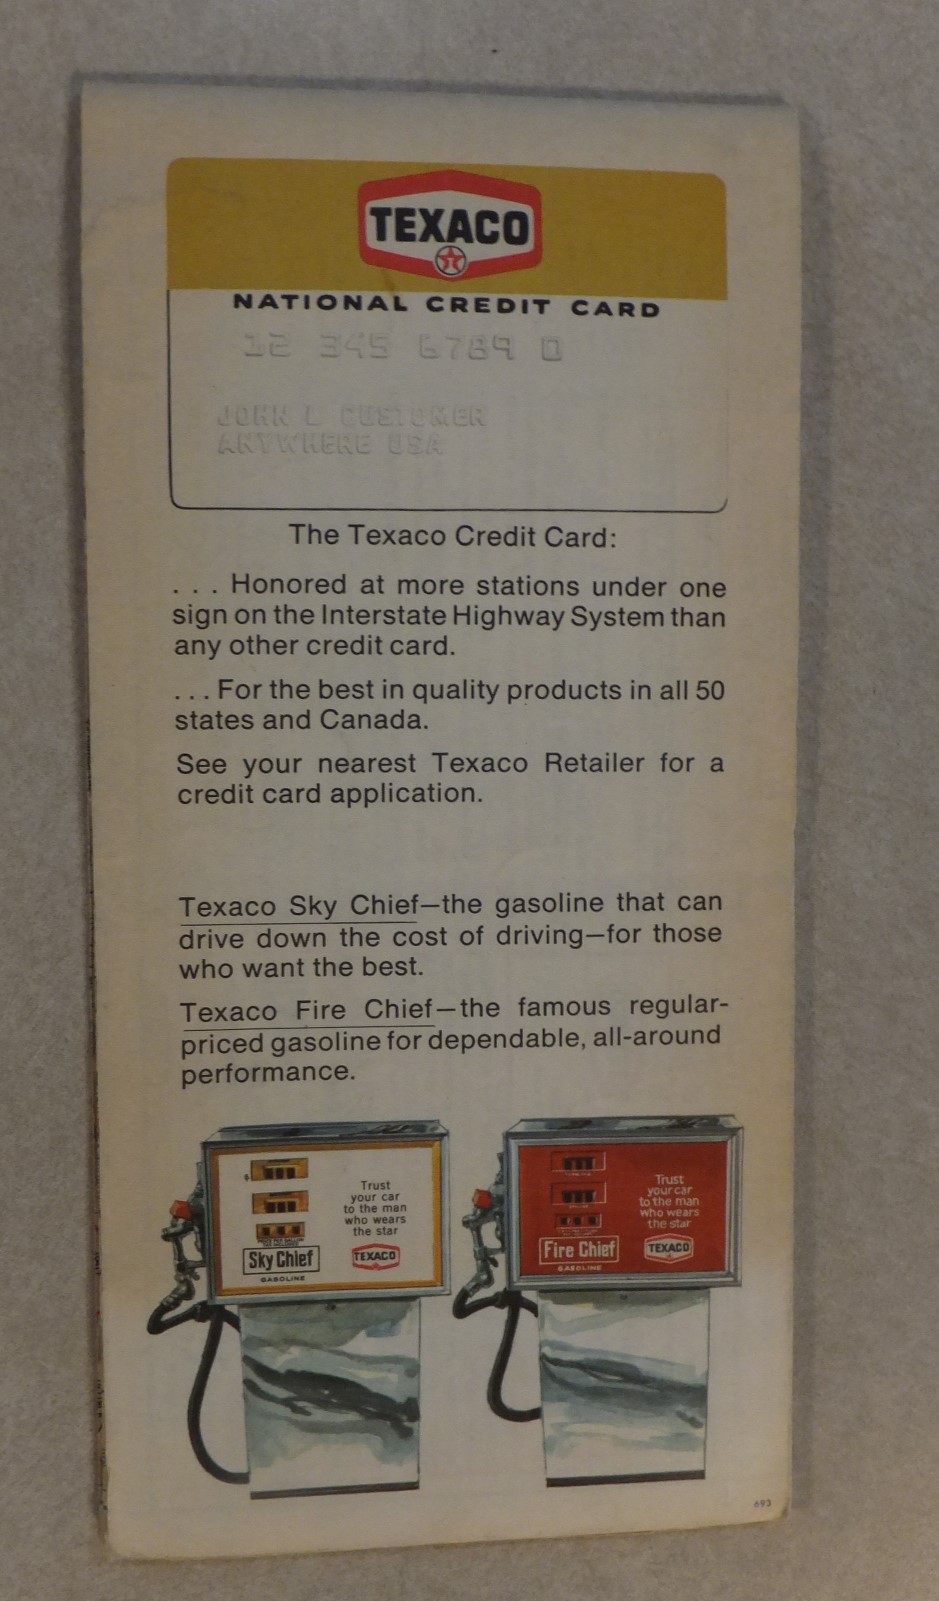 TEXACO
T
NATIONAL CREDIT CARD
12 345 6789 0
JOHN L CUSTOMER
ANYWHERE USA
The Texaco Credit Card:
. . . Honored at more stations under one
sign on the Interstate Highway System than
any other credit card.
. . . For the best in quality products in all 50
states and Canada.
See your nearest Texaco Retailer for a
credit card application.
Texaco Sky Chief—the gasoline that can
drive down the cost of driving—for those
who want the best.
Texaco Fire Chief—the famous regular-
priced gasoline for dependable, all-around
performance.
Trust
your car
to the man
who wears
the star
Sky Chief
GASOLINE
TEXACO
Trust
your car
to the man
who wears
the star
Fire Chief
GASOLINE
TEXACO
693